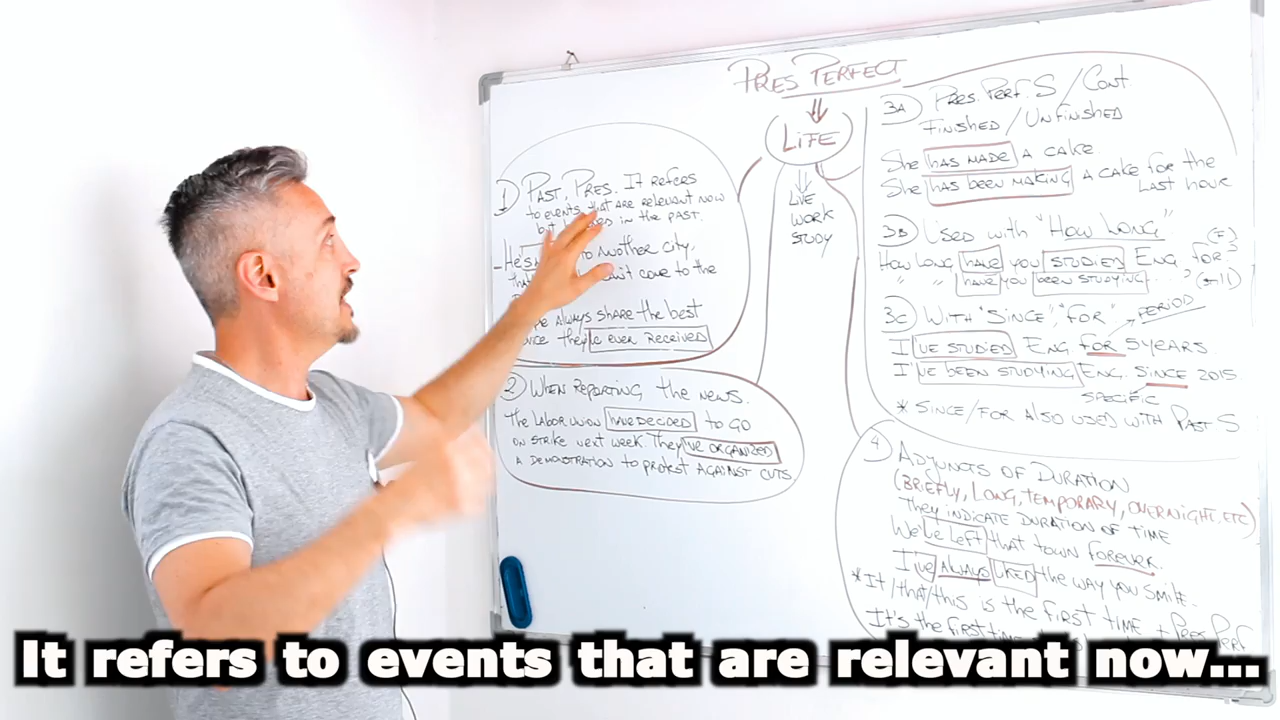 PRES PERFECT
LIFE
LIVE
WORK
STUDY
1) PAST, PRES. IT REFERS
to EVENTS that ARE RELEVANT NOW
but IN the PAST.
- He's to ANother city,
that can't come to the
ALWAYS share the best
they've ever received
2) When Reporting the news.
The LABOR UNION HAVE DECIDED to GO
ON STRIKE NEXT WEEK. They've ORGANIZED
A DEMONSTRATION to PROTEST AGAINST CUTS.
3A) PRES. PERF. S / Cont
FINISHED / UNFINISHED
She HAS MADE A CAKE.
She HAS BEEN MAKING A CAKE for the
LAST HOUR
3B) Used with "How LONG"
How LONG HAVE you STUDIED ENG. FOR?
" " HAVE you BEEN STUDYING ... "
3C) With "SINCE", "FOR" → PERIOD
I 'VE STUDIED ENG. FOR 5 YEARS
I 'VE BEEN STUDYING ENG. SINCE 2015.
SPECIFIC
* SINCE/FOR ALSO USED WITH PAST S
4) ADJUNCTS OF DURATION
(BRIEFLY, LONG, TEMPORARY, OVERNIGHT, ETC)
They INDICATE DURATION OF TIME
We've Left that town forever.
I've ALWAYS LIKED the WAY YOU SMILE.
* It/that/this is the first time + PRES. PERF
It's the first time
It refers to events that are relevant now...